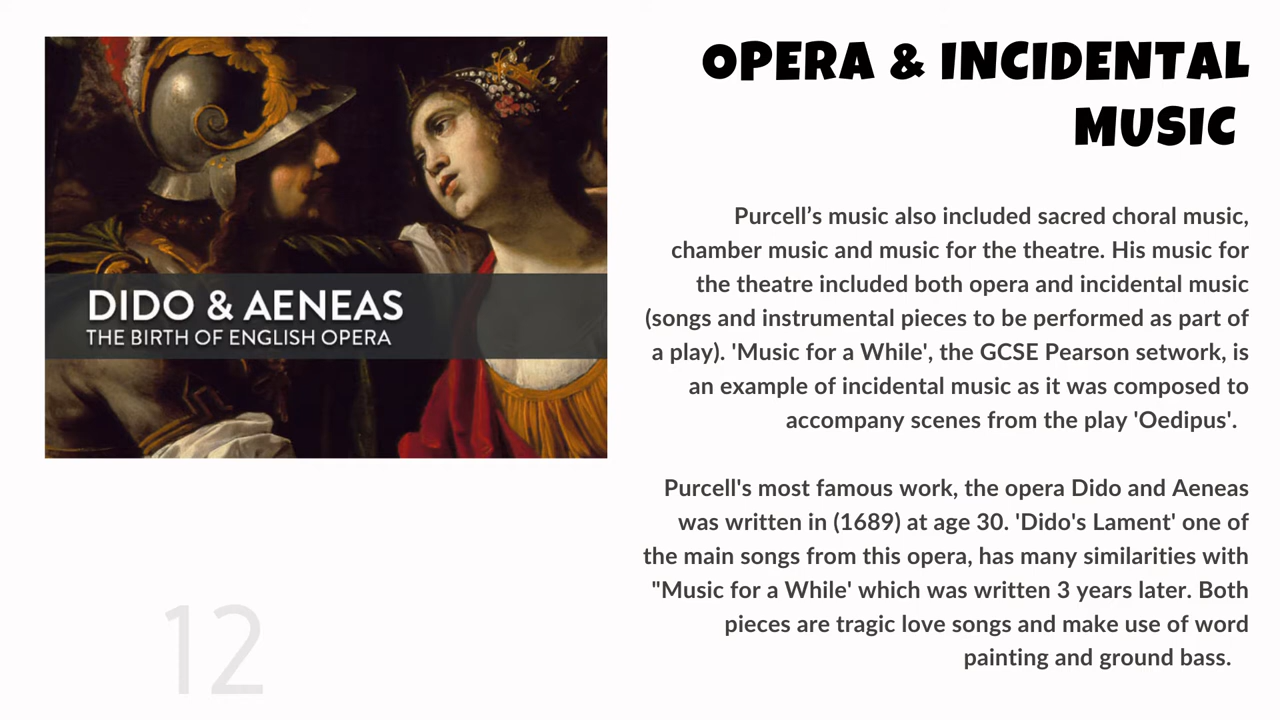 OPERA & INCIDENTAL
MUSIC
DIDO & AENEAS
THE BIRTH OF ENGLISH OPERA
Purcell’s music also included sacred choral music,
chamber music and music for the theatre. His music for
the theatre included both opera and incidental music
(songs and instrumental pieces to be performed as part of
a play). 'Music for a While', the GCSE Pearson setwork, is
an example of incidental music as it was composed to
accompany scenes from the play 'Oedipus'.
Purcell's most famous work, the opera Dido and Aeneas
was written in (1689) at age 30. 'Dido's Lament' one of
the main songs from this opera, has many similarities with
"Music for a While' which was written 3 years later. Both
pieces are tragic love songs and make use of word
painting and ground bass.
12